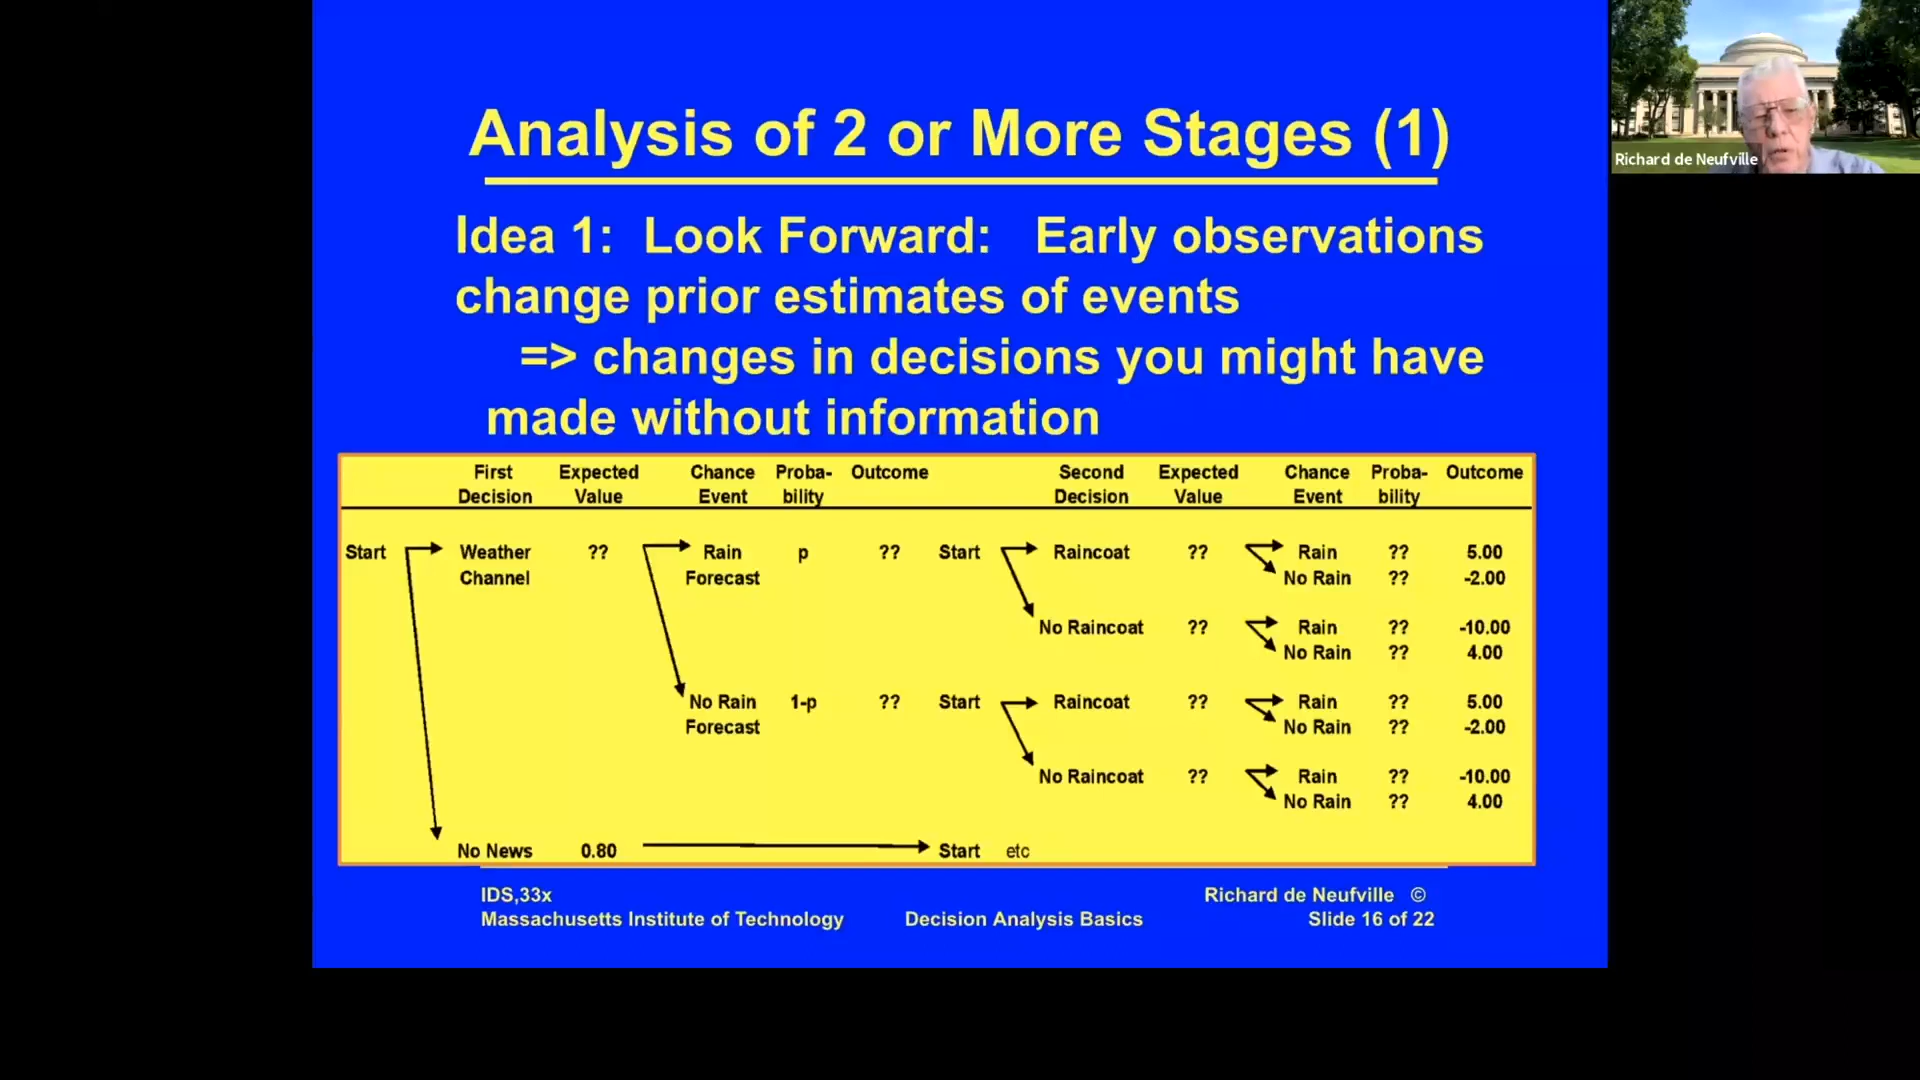 Analysis of 2 or More Stages (1)
Richard de Neufville
Idea 1: Look Forward: Early observations
change prior estimates of events
=> changes in decisions you might have
made without information
First Expected Chance Proba- Outcome Second Expected Chance Proba- Outcome
Decision Value Event bility Decision Value Event bility
Start Weather ?? Rain p ?? Start Raincoat ?? Rain ?? 5.00
Channel Forecast No Rain ?? -2.00
No Raincoat ?? Rain ?? -10.00
No Rain ?? 4.00
No Rain 1-p ?? Start Raincoat ?? Rain ?? 5.00
Forecast No Rain ?? -2.00
No Raincoat ?? Rain ?? -10.00
No Rain ?? 4.00
No News 0.80 Start etc
IDS,33x Richard de Neufville ©
Massachusetts Institute of Technology Decision Analysis Basics Slide 16 of 22